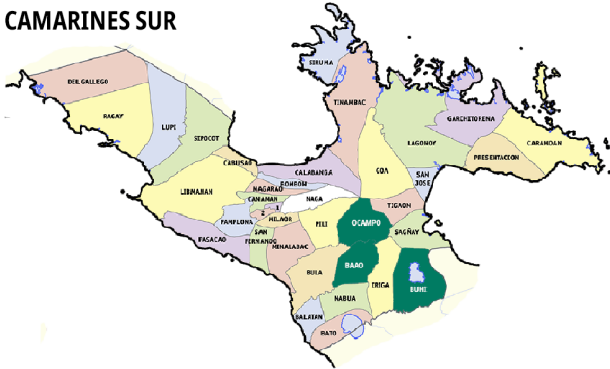 CAMARINES SUR
SIRUMA
DEL GALLEGO
TINAMBAC
RAGAY
LUPI
GARCHITORENA
SIPOCOT
LAGONOY
CARAMOAN
PRESENTACION
CABUSAO
CALABANGA
GOA
SAN
JOSE
BOMBOM
LIBMANAN
MAGARAO
CANAMAN
NAGA
TIGAON
PAMPLONA
MILAOR
PILI
OCAMPO
SAGÑAY
SAN
FERNANDO
PASACAO
MINALABAC
BULA
BAAO
IRIGA
BUHI
NABUA
BALATAN
BATO